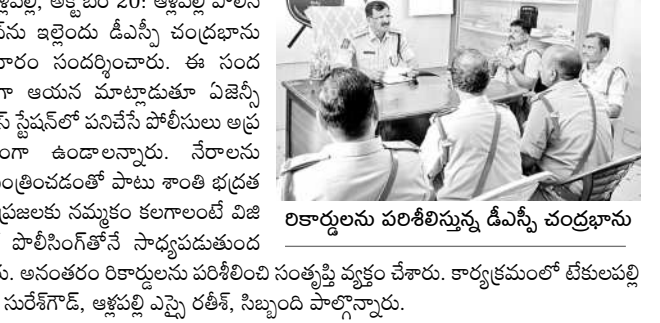 ళ్లపల్లి, అక్టోబర్ 20: ఆళ్లపల్లి పోలీస్
ను ఇల్లెందు డీఎస్పీ చంద్రభాను
వారం సందర్శించారు. ఈ సంద
గా ఆయన మాట్లాడుతూ ఏజెన్సీ
స్ స్టేషన్‌లో పనిచేసే పోలీసులు అప్ర
ంగా ఉండాలన్నారు. నేరాలను
ంత్రించడంతో పాటు శాంతి భద్రత
ప్రజలకు నమ్మకం కలగాలంటే విజి
పోలీసింగ్‌తోనే సాధ్యపడుతుంద
రు. అనంతరం రికార్డులను పరిశీలించి సంతృప్తి వ్యక్తం చేశారు. కార్యక్రమంలో టేకులపల్లి
సురేశ్‌గౌడ్, ఆళ్లపల్లి ఎస్సై రతీశ్, సిబ్బంది పాల్గొన్నారు.
రికార్డులను పరిశీలిస్తున్న డీఎస్పీ చంద్రభాను